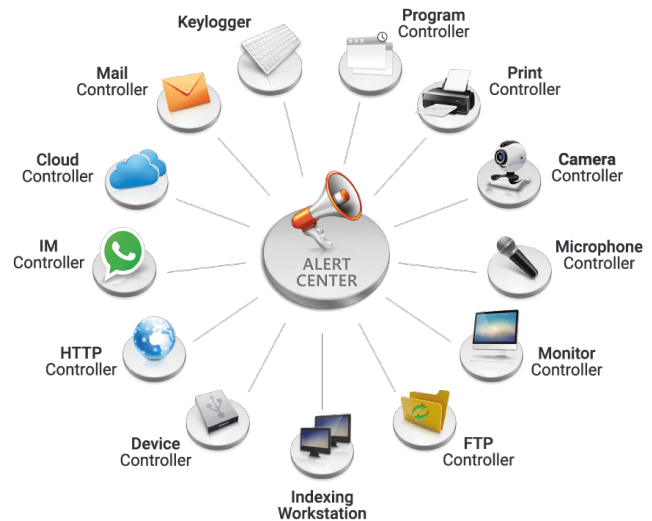 Keylogger
Program
Controller
Mail
Controller
Print
Controller
Cloud
Controller
Camera
Controller
IM
Controller
ALERT
CENTER
Microphone
Controller
HTTP
Controller
Monitor
Controller
Device
Controller
FTP
Controller
Indexing
Workstation